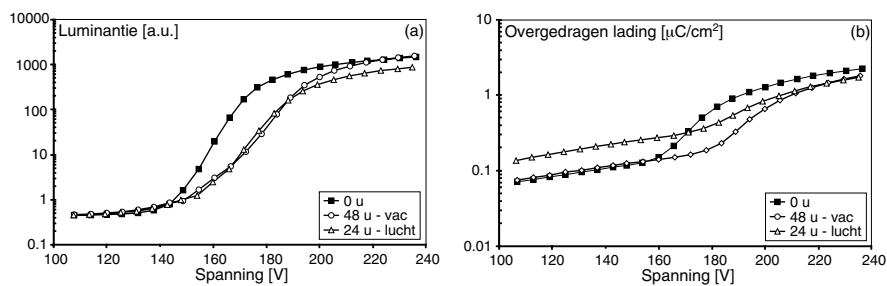 Luminantie [a.u.]
(a)
10000
1000
100
10
1
0.1
100 120 140 160 180 200 220 240
Spanning [V]
0 u
48 u - vac
24 u - lucht
Overgedragen lading [µC/cm²]
(b)
10
1
0.1
0.01
100 120 140 160 180 200 220 240
Spanning [V]
0 u
48 u - vac
24 u - lucht